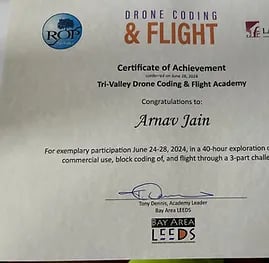 ROP
DRONE CODING
& FLIGHT
Certificate of Achievement
conferred on June 28, 2024
Tri-Valley Drone Coding & Flight Academy
Congratulations to:
Arnav Jain
For exemplary participation June 24-28, 2024, in a 40-hour exploration
commercial use, block coding of, and flight through a 3-part challe
Tony Dennis, Academy Leader
Bay Area LEEDS
BAY AREA
LEEDS